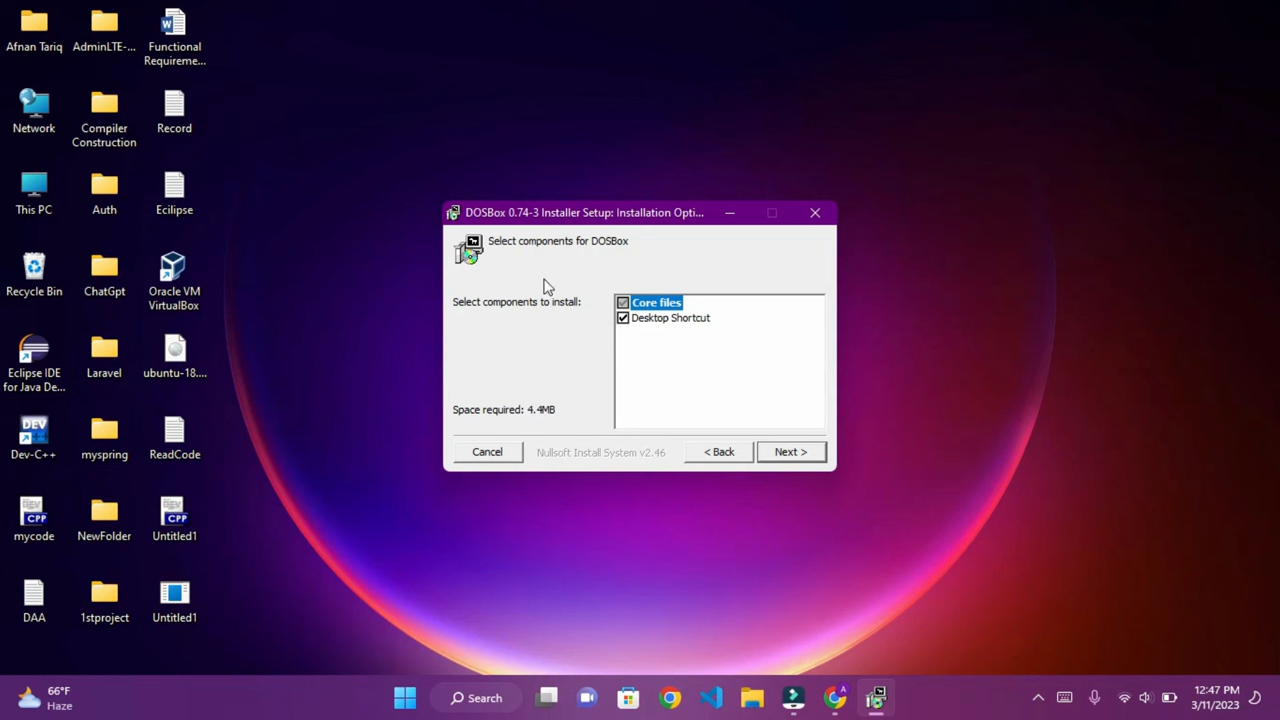 Afnan Tariq
AdminLTE-...
Functional
Requireme...
Network
Compiler
Construction
Record
This PC
Auth
Ecilipse
Recycle Bin
ChatGpt
Oracle VM
VirtualBox
Eclipse IDE
for Java De...
Laravel
ubuntu-18....
DEV
Dev-C++
myspring
ReadCode
CPP
mycode
NewFolder
CPP
Untitled1
DAA
1stproject
Untitled1
DOSBox 0.74-3 Installer Setup: Installation Opti...
Select components for DOSBox
Select components to install:
Core files
Desktop Shortcut
Space required: 4.4MB
Cancel
Nullsoft Install System v2.46
< Back
Next >
66°F
Haze
Search
A
12:47 PM
3/11/2023